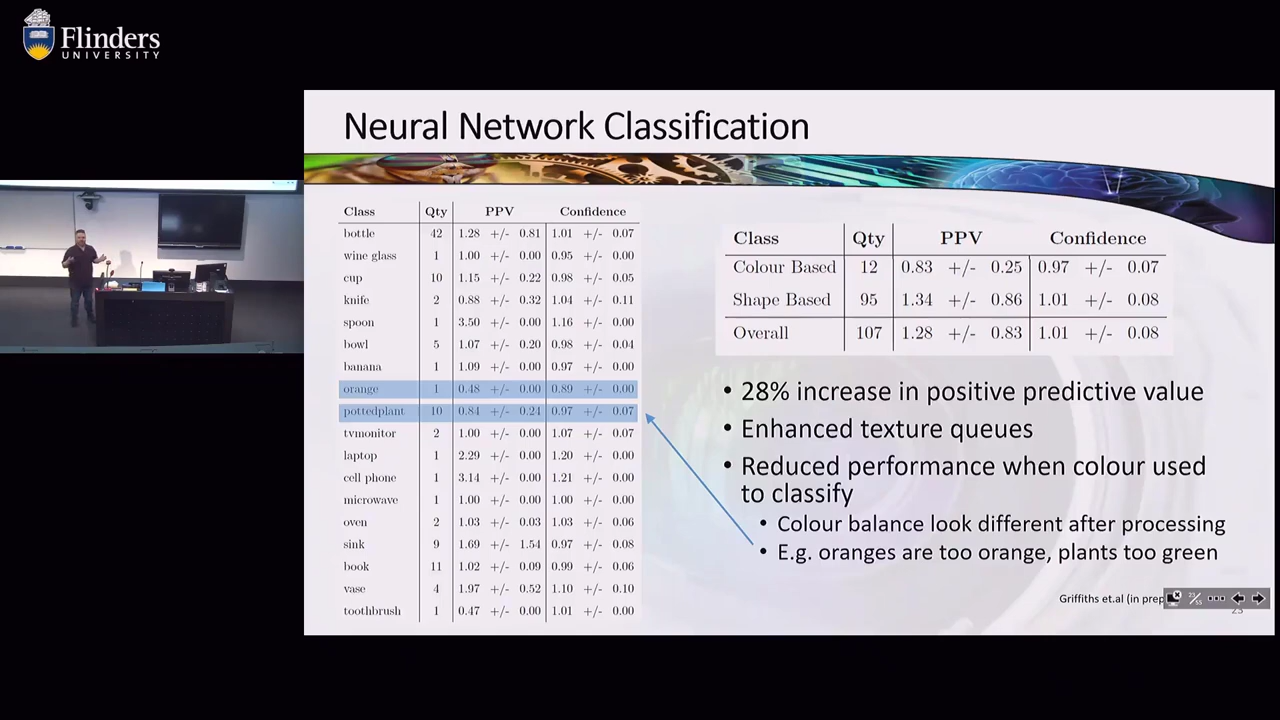 Flinders
UNIVERSITY
Neural Network Classification
Class Qty PPV Confidence
bottle 42 1.28 +/- 0.81 1.01 +/- 0.07
wine glass 1 1.00 +/- 0.00 0.95 +/- 0.00
cup 10 1.15 +/- 0.22 0.98 +/- 0.05
knife 2 0.88 +/- 0.32 1.04 +/- 0.11
spoon 1 3.50 +/- 0.00 1.16 +/- 0.00
bowl 5 1.07 +/- 0.20 0.98 +/- 0.04
banana 1 1.09 +/- 0.00 0.97 +/- 0.00
orange 1 0.48 +/- 0.00 0.89 +/- 0.00
pottedplant 10 0.84 +/- 0.24 0.97 +/- 0.07
tvmonitor 2 1.00 +/- 0.00 1.07 +/- 0.07
laptop 1 2.29 +/- 0.00 1.20 +/- 0.00
cell phone 1 3.14 +/- 0.00 1.21 +/- 0.00
microwave 1 1.00 +/- 0.00 1.00 +/- 0.00
oven 2 1.03 +/- 0.03 1.03 +/- 0.06
sink 9 1.69 +/- 1.54 0.97 +/- 0.08
book 11 1.02 +/- 0.09 0.99 +/- 0.06
vase 4 1.97 +/- 0.52 1.10 +/- 0.10
toothbrush 1 0.47 +/- 0.00 1.01 +/- 0.00
Class Qty PPV Confidence
Colour Based 12 0.83 +/- 0.25 0.97 +/- 0.07
Shape Based 95 1.34 +/- 0.86 1.01 +/- 0.08
Overall 107 1.28 +/- 0.83 1.01 +/- 0.08
• 28% increase in positive predictive value
• Enhanced texture queues
• Reduced performance when colour used
to classify
• Colour balance look different after processing
• E.g. oranges are too orange, plants too green
Griffiths et.al (in prep
23